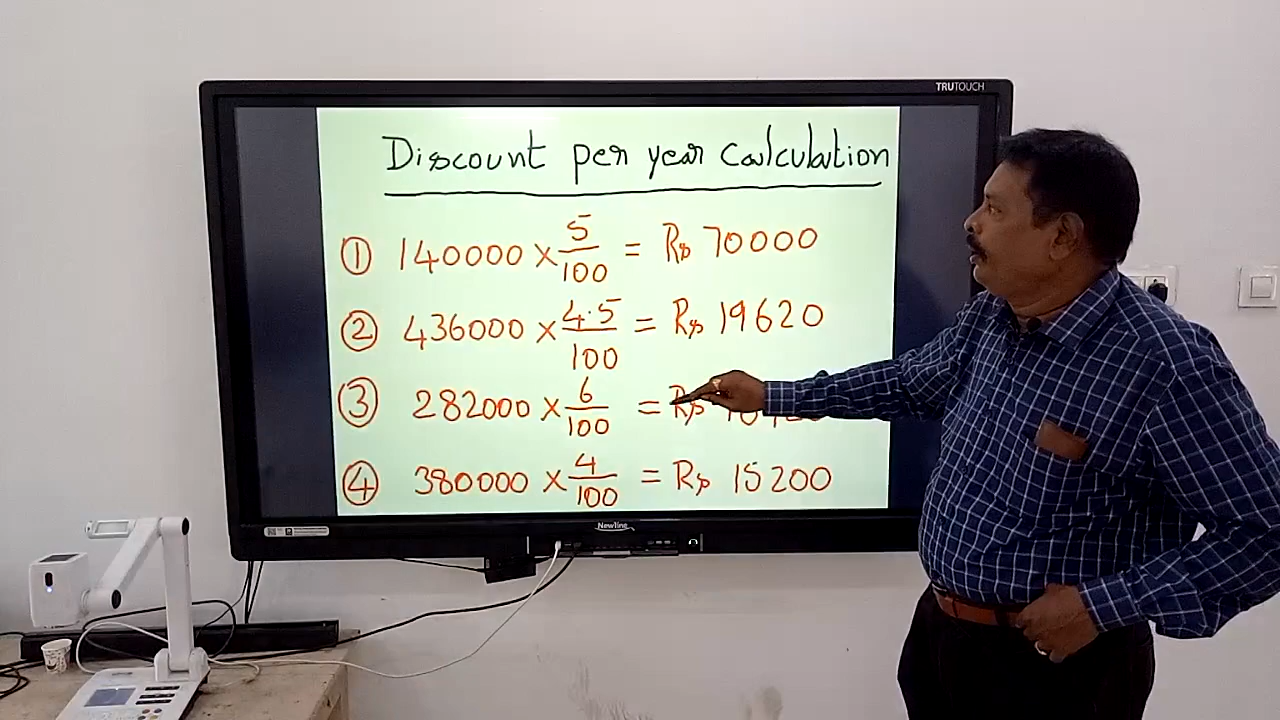 TRUTOUCH
Discount per year calculation
① 140000 × 5/100 = Rs 70000
② 436000 × 4.5/100 = Rs 19620
③ 282000 × 6/100 = Rs
④ 380000 × 4/100 = Rs 15200
Newline